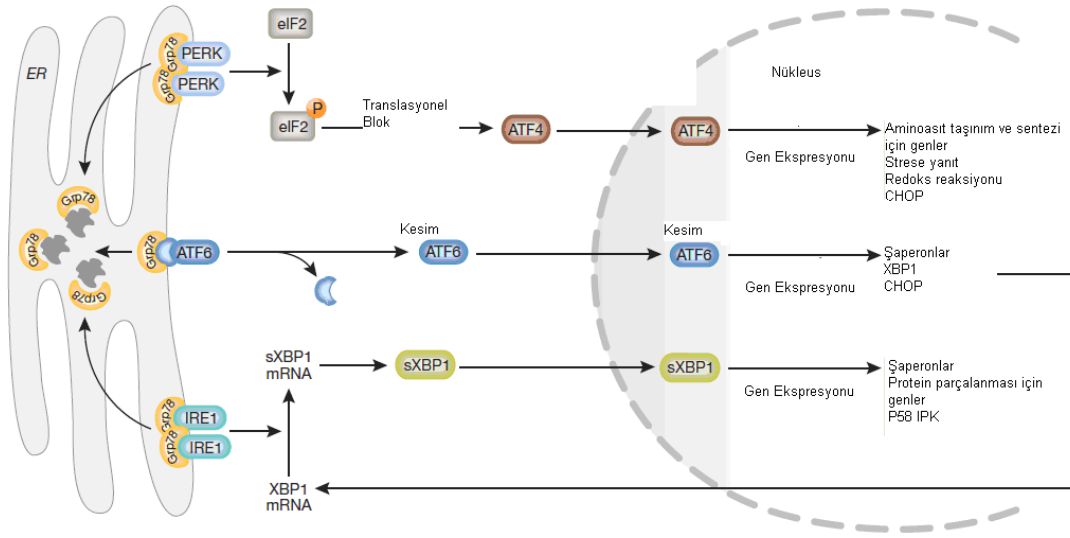 ER
Grp78
PERK
Grp78
PERK
eIF2
P
eIF2
Translasyonel
Blok
ATF4
ATF4
Nükleus
Gen Ekspresyonu
Aminoasıt taşınım ve sentezi
için genler
Strese yanıt
Redoks reaksiyonu
CHOP
Grp78
Grp78
Grp78
Grp78
ATF6
Kesim
ATF6
Kesim
ATF6
Gen Ekspresyonu
Şaperonlar
XBP1
CHOP
sXBP1
mRNA
sXBP1
sXBP1
Gen Ekspresyonu
Şaperonlar
Protein parçalanması için
genler
P58 IPK
Grp78
IRE1
Grp78
IRE1
XBP1
mRNA